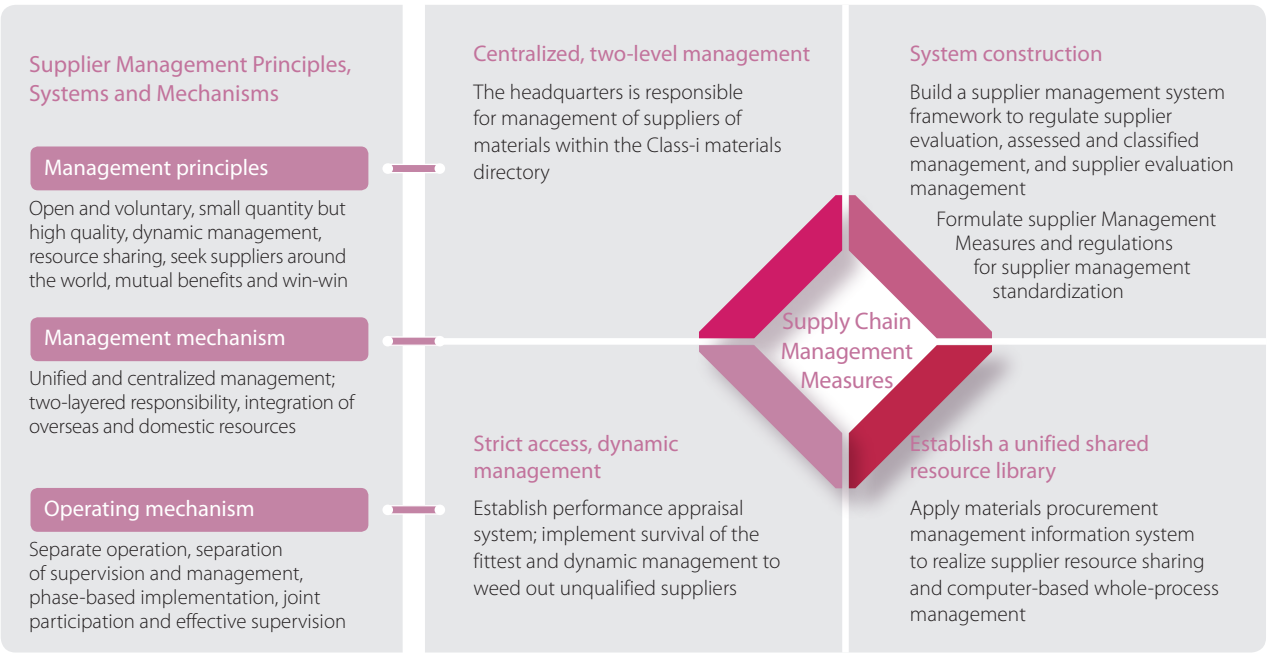 Supplier Management Principles,
Systems and Mechanisms
Management principles
Open and voluntary, small quantity but
high quality, dynamic management,
resource sharing, seek suppliers around
the world, mutual benefits and win-win
Management mechanism
Unified and centralized management;
two-layered responsibility, integration of
overseas and domestic resources
Operating mechanism
Separate operation, separation
of supervision and management,
phase-based implementation, joint
participation and effective supervision
Centralized, two-level management
The headquarters is responsible
for management of suppliers of
materials within the Class-i materials
directory
System construction
Build a supplier management system
framework to regulate supplier
evaluation, assessed and classified
management, and supplier evaluation
management
Formulate supplier Management
Measures and regulations
for supplier management
standardization
Supply Chain
Management
Measures
Strict access, dynamic
management
Establish performance appraisal
system; implement survival of the
fittest and dynamic management to
weed out unqualified suppliers
Establish a unified shared
resource library
Apply materials procurement
management information system
to realize supplier resource sharing
and computer-based whole-process
management